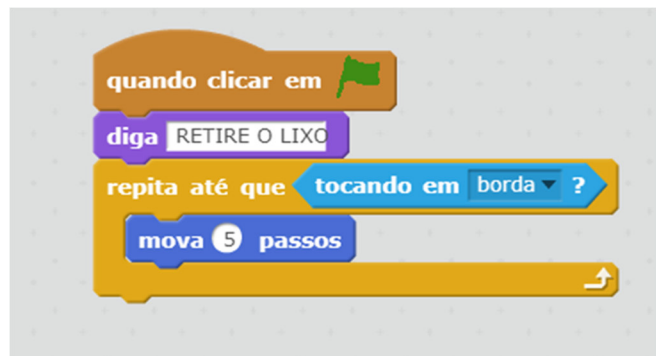 quando clicar em
diga RETIRE O LIXO
repita até que tocando em borda ?
mova 5 passos